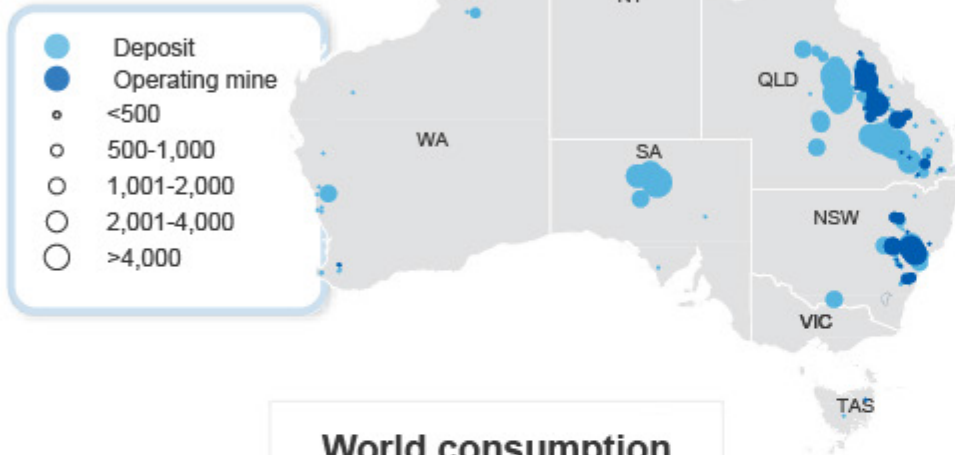 NT
Deposit
Operating mine
<500
500-1,000
1,001-2,000
2,001-4,000
>4,000
WA
QLD
SA
NSW
VIC
TAS
World consumption